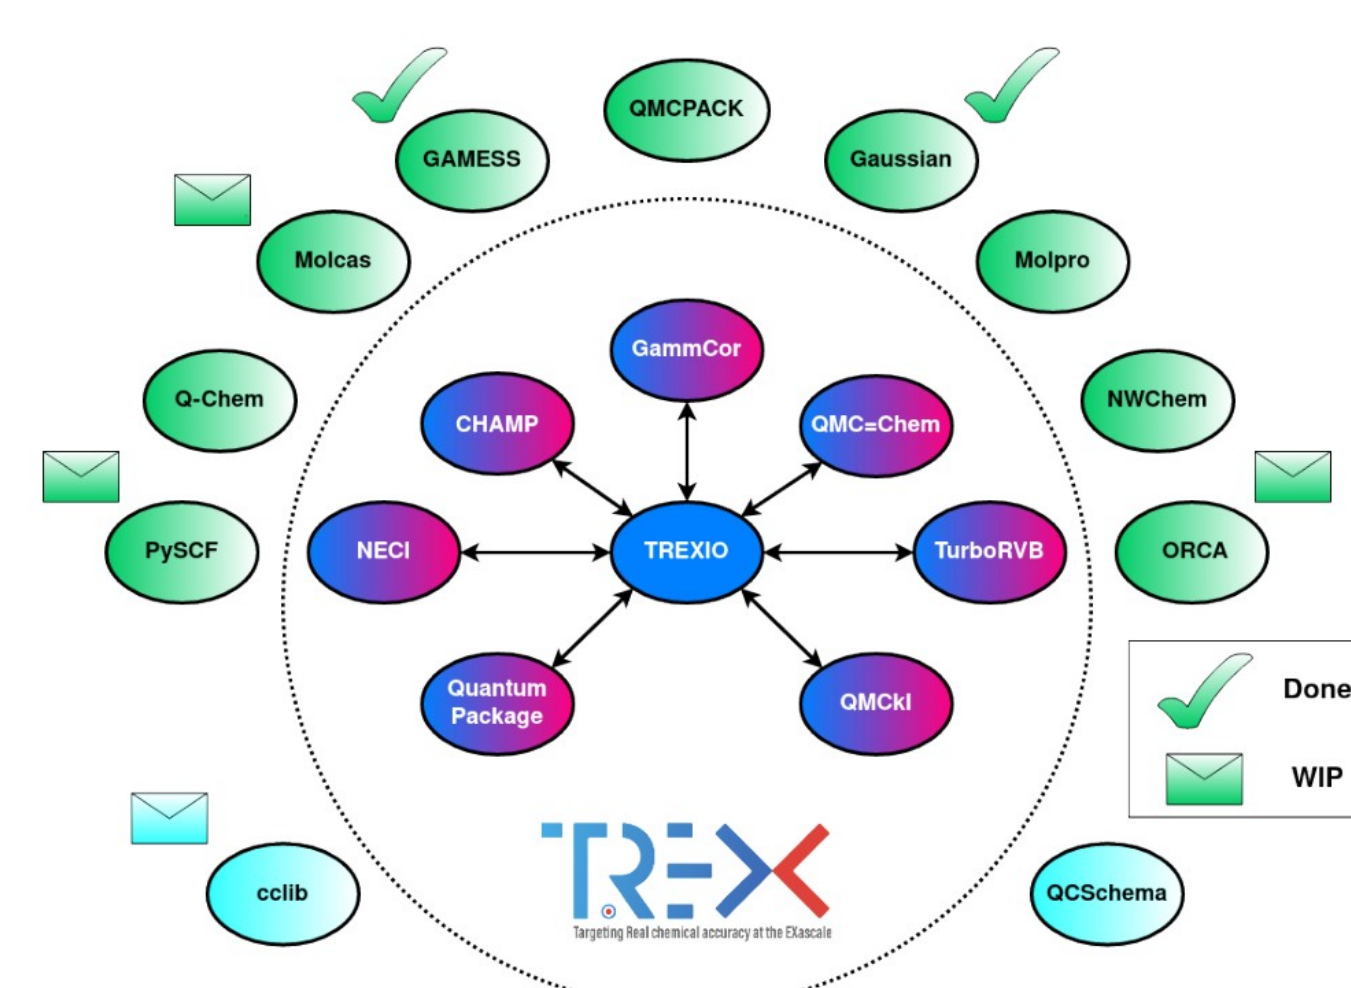 QMCPACK
GAMESS
Gaussian
Molcas
Molpro
GammCor
Q-Chem
NWChem
CHAMP
QMC=Chem
PySCF
NECI
TREXIO
TurboRVB
ORCA
Quantum
Package
QMCkl
Done
WIP
TREX
Targeting Real chemical accuracy at the EXascale
cclib
QCSchema